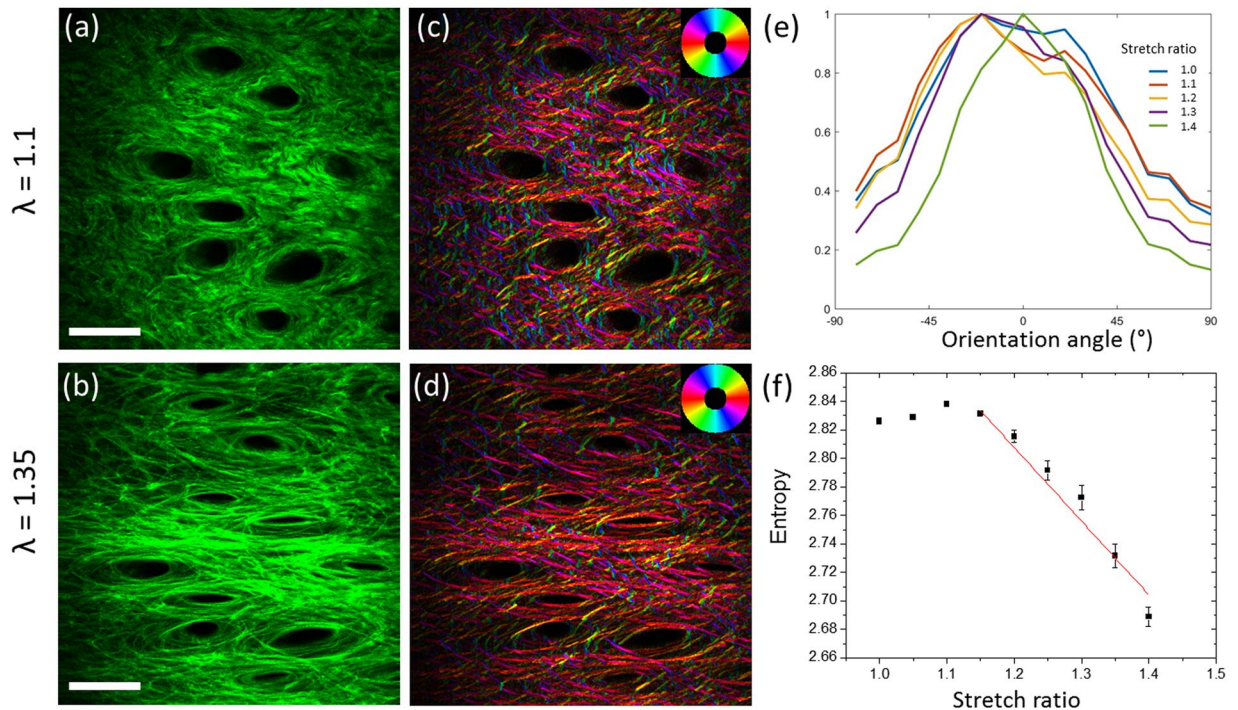 (a)
(c)
λ = 1.1
(b)
(d)
λ = 1.35
(e)
1
0.8
0.6
0.4
0.2
0
-90
-45
0
45
90
Orientation angle (°)
Stretch ratio
1.0
1.1
1.2
1.3
1.4
(f)
2.86
2.84
2.82
2.80
2.78
2.76
2.74
2.72
2.70
2.68
2.66
Entropy
1.0
1.1
1.2
1.3
1.4
1.5
Stretch ratio